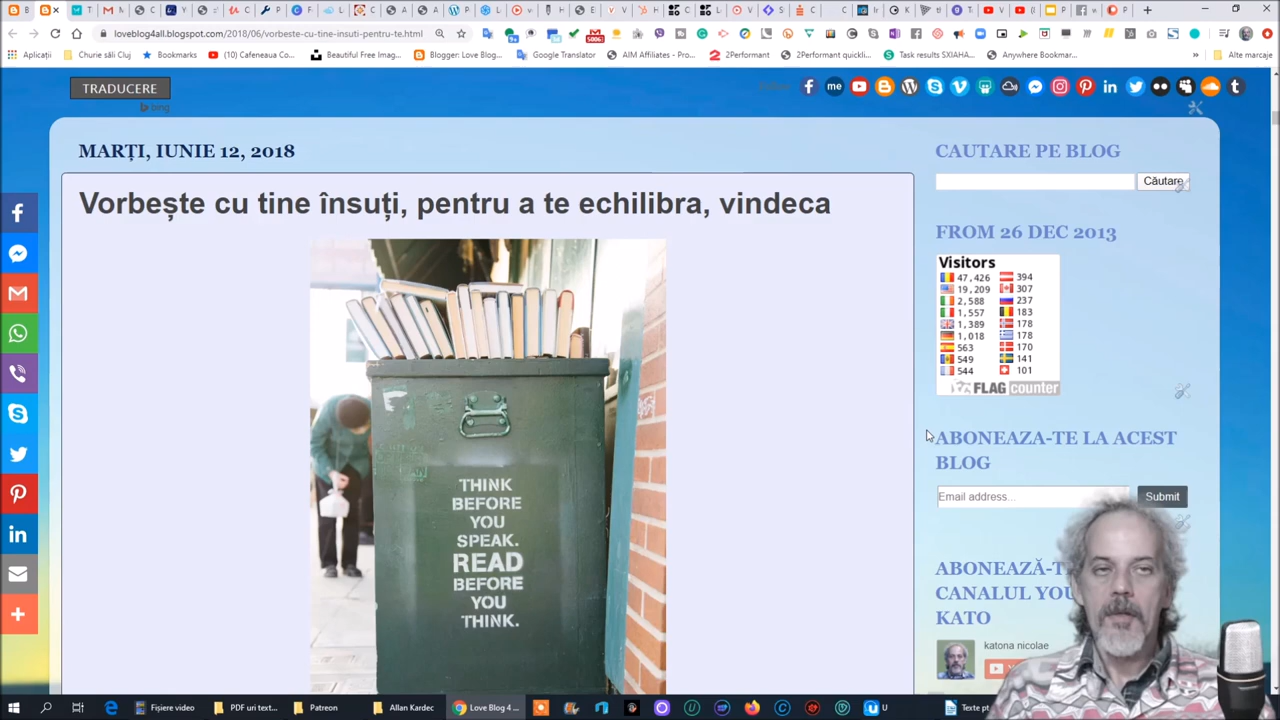 loveblog4all.blogspot.com/2018/06/vorbeste-cu-tine-insuti-pentru-te.html
Aplicații
Churie săli Cluj
Bookmarks
(10) Cafeneaua Co...
Beautiful Free Imag...
Blogger: Love Blog...
Google Translator
AIM Affiliates - Pro...
2Performant
2Performant quickli...
Task results SXIAHA...
Anywhere Bookmar...
Alte marcaje
TRADUCERE
MARȚI, IUNIE 12, 2018
Vorbește cu tine însuți, pentru a te echilibra, vindeca
THINK
BEFORE
YOU
SPEAK.
READ
BEFORE
YOU
THINK.
CAUTARE PE BLOG
Căutare
FROM 26 DEC 2013
Visitors
47,426 394
19,209 307
2,588 237
1,557 183
1,389 178
1,018 178
563 170
549 141
544 101
FLAG counter
ABONEAZA-TE LA ACEST
BLOG
Email address...
Submit
ABONEAZĂ-T
CANALUL YOU
KATO
katona nicolae
Fișiere video
PDF uri text...
Patreon
Allan Kardec
Love Blog 4 ...
U
Texte pt